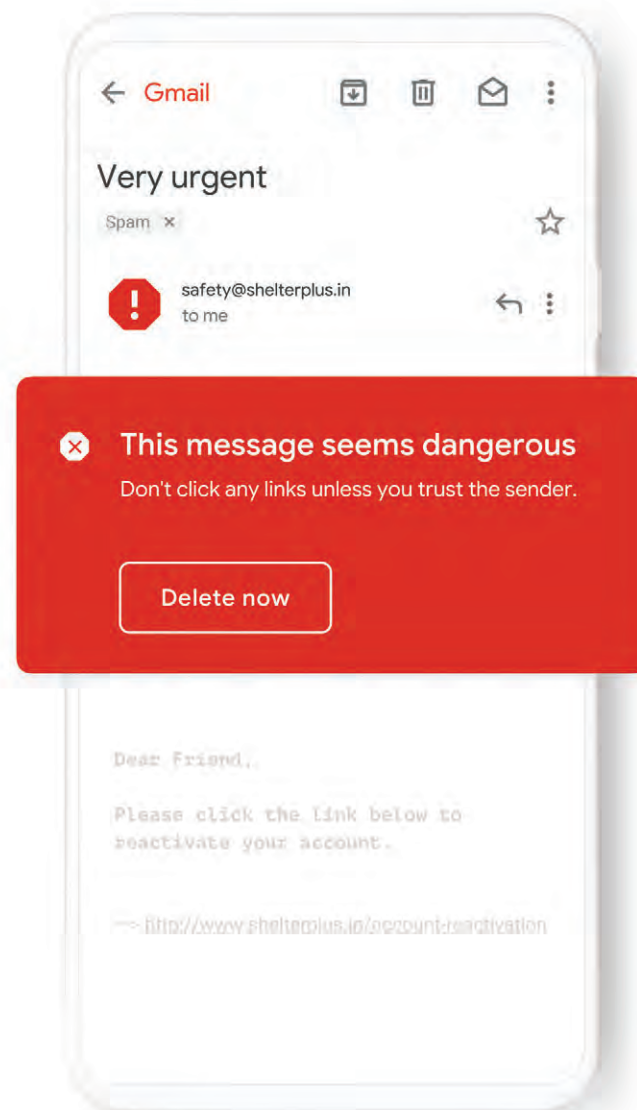 Gmail
Very urgent
Spam ×
safety@shelterplus.in
to me
This message seems dangerous
Don't click any links unless you trust the sender.
Delete now
Dear Friend,
Please click the link below to
reactivate your account.
http://www.shelterplus.in/account-reactivation